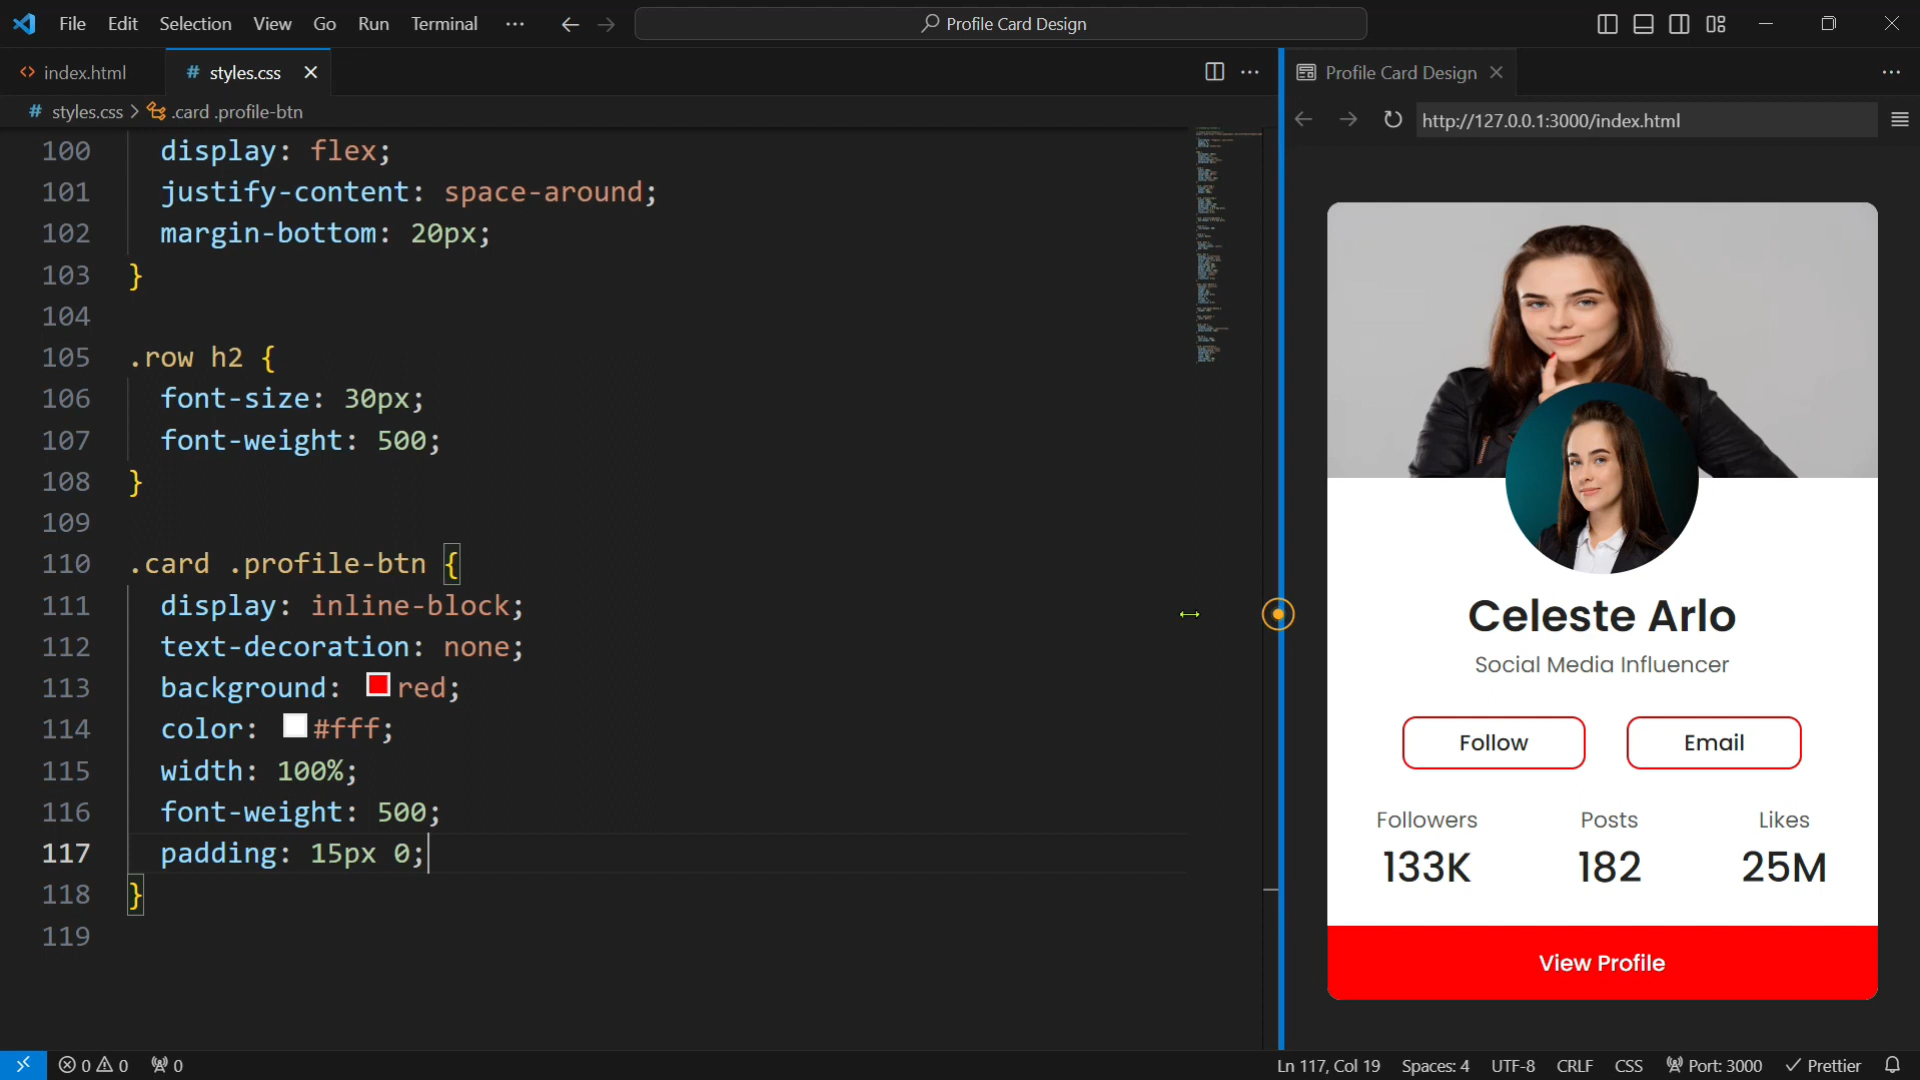 File Edit Selection View Go Run Terminal ··· Profile Card Design
index.html # styles.css
# styles.css > .card .profile-btn
100 display: flex;
101 justify-content: space-around;
102 margin-bottom: 20px;
103 }
104
105 .row h2 {
106 font-size: 30px;
107 font-weight: 500;
108 }
109
110 .card .profile-btn {
111 display: inline-block;
112 text-decoration: none;
113 background: red;
114 color: #fff;
115 width: 100%;
116 font-weight: 500;
117 padding: 15px 0;
118 }
119
Profile Card Design
http://127.0.0.1:3000/index.html
Celeste Arlo
Social Media Influencer
Follow Email
Followers Posts Likes
133K 182 25M
View Profile
0 0 0 Ln 117, Col 19 Spaces: 4 UTF-8 CRLF CSS Port: 3000 Prettier